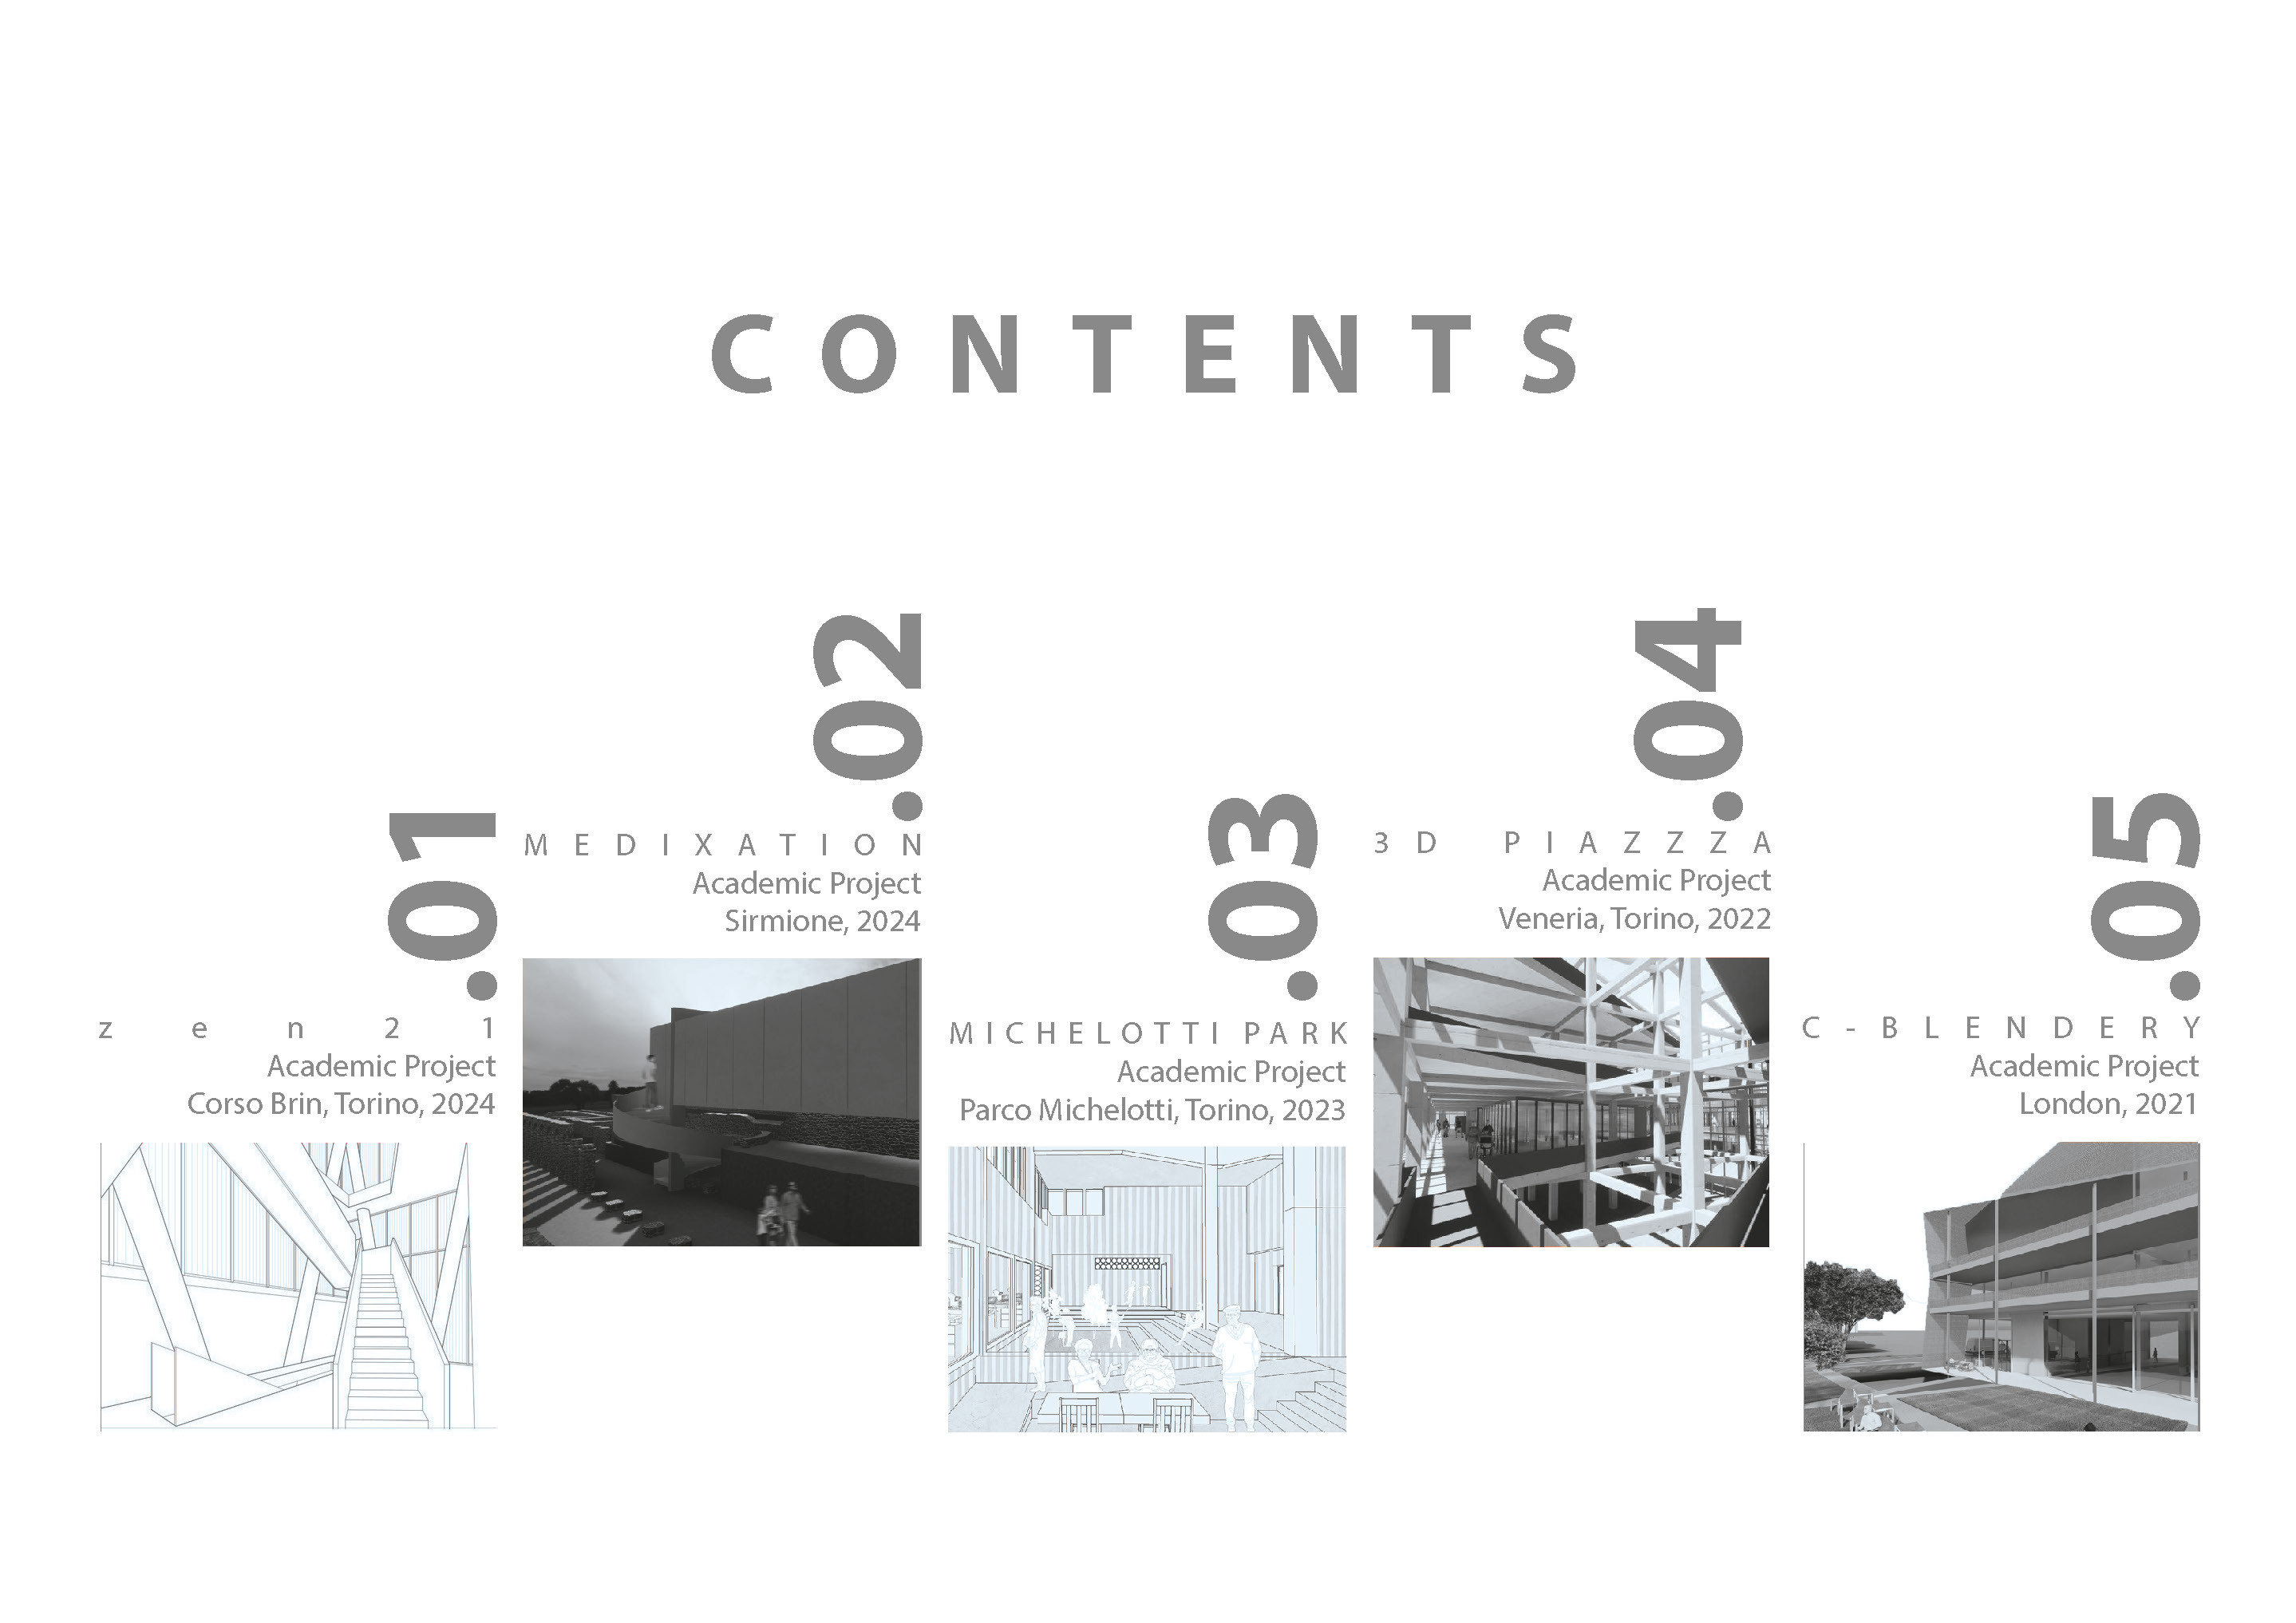 CONTENTS
.01
zen21
Academic Project
Corso Brin, Torino, 2024
.02
MEDIXATION
Academic Project
Sirmione, 2024
.03
MICHELOTTI PARK
Academic Project
Parco Michelotti, Torino, 2023
.04
3D PIAZZZA
Academic Project
Veneria, Torino, 2022
.05
C-BLENDERY
Academic Project
London, 2021